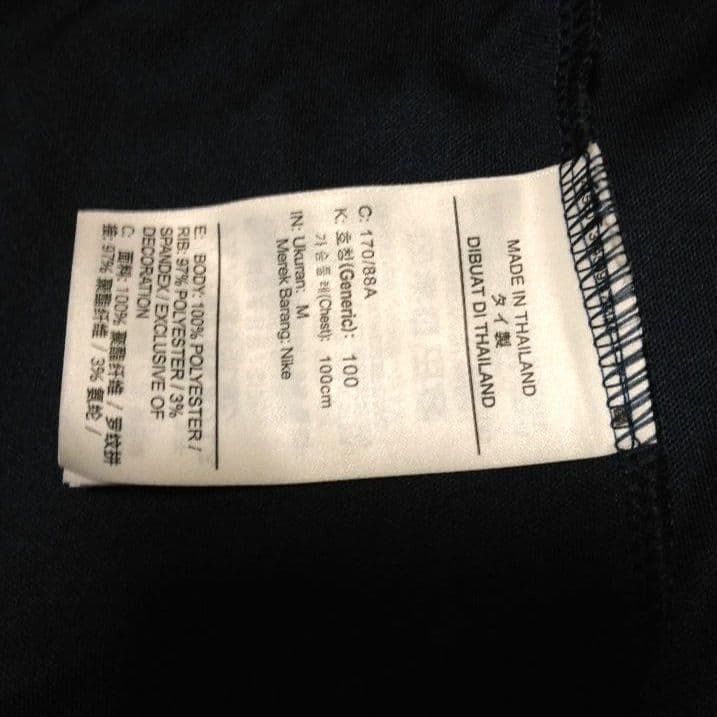 MADE IN THAILAND
タイ製
DIBUAT DI THAILAND
C: 170/88A
K: 호칭(Generic): 100
가슴둘레(Chest): 100cm
IN: Ukuran: M
Merek Barang: Nike
E: BODY: 100% POLYESTER /
RIB: 97% POLYESTER / 3%
SPANDEX / EXCLUSIVE OF
DECORATION
C: 面料: 100% 聚酯纤维 / 罗纹拼
接: 97% 聚酯纤维 / 3% 氨纶 /